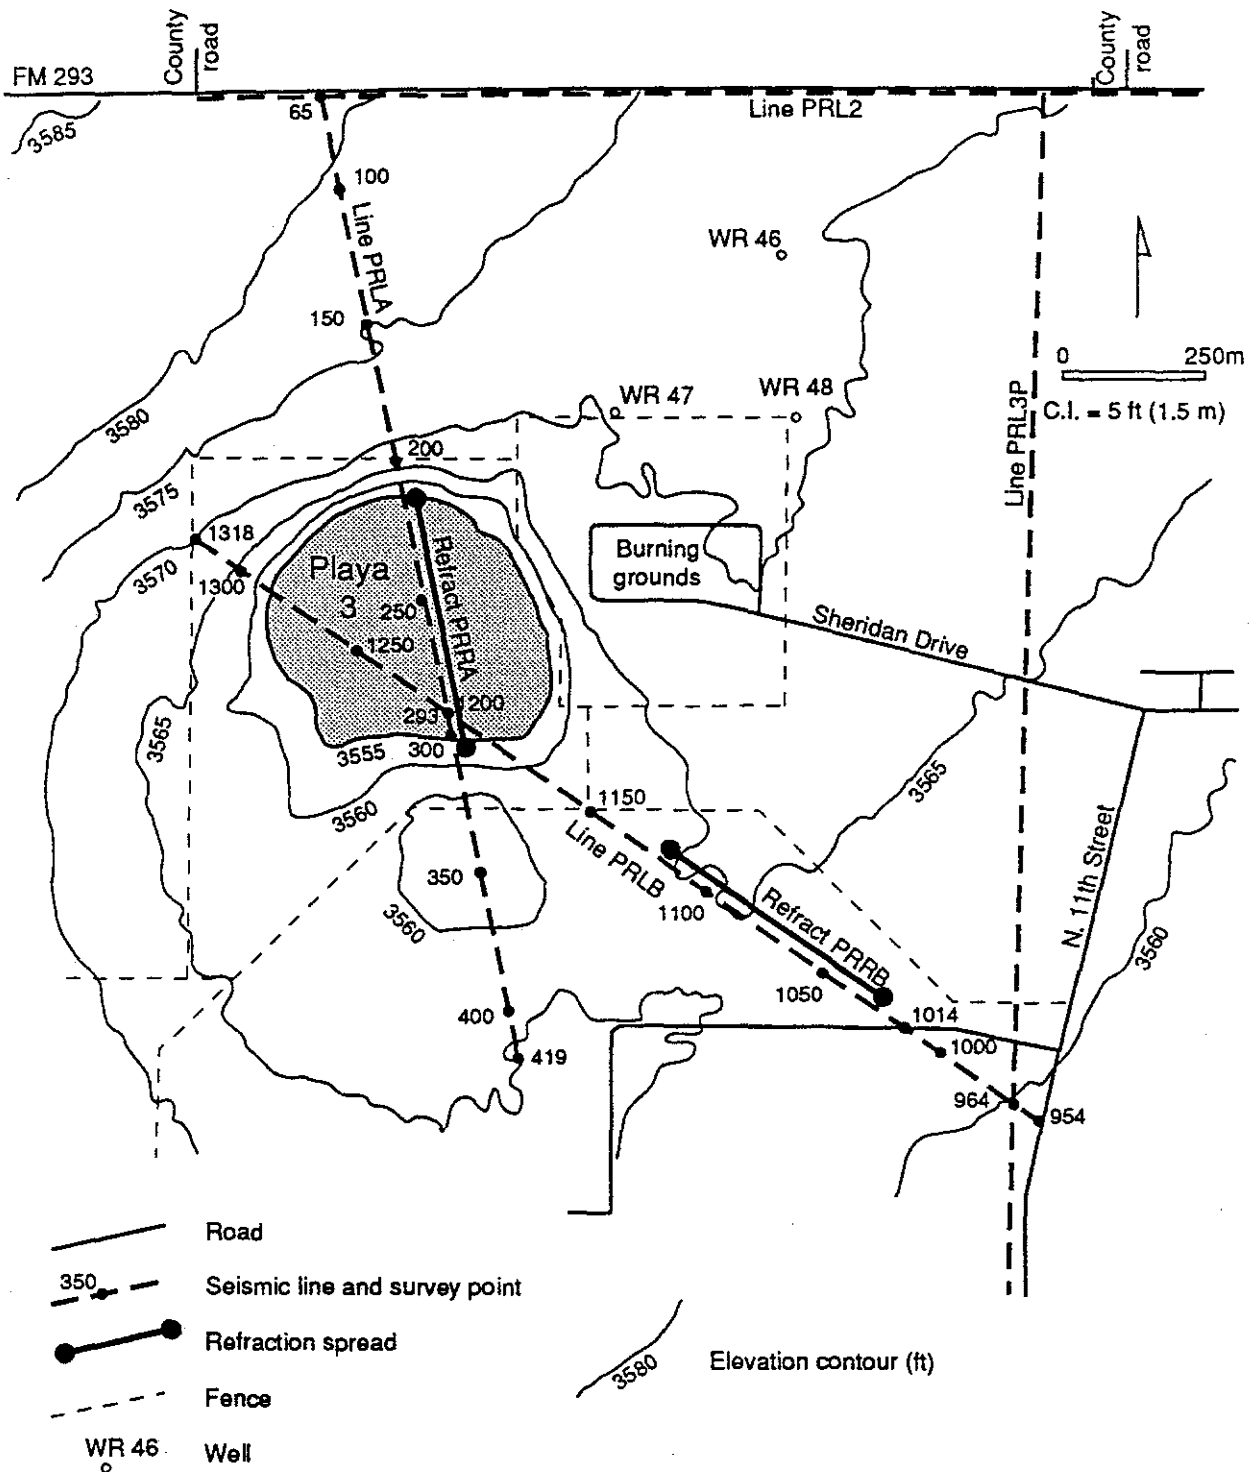 County
road
County
road
FM 293
65
Line PRL2
3585
100
Line PRLA
WR 46
150
0 250m
C.I. = 5 ft (1.5 m)
WR 47
WR 48
3580
Line PRL3P
200
3575
1318
3570
1300
Playa
3
Refract PRRA
250
1250
Burning
grounds
Sheridan Drive
1200
293
300
3555
3565
3560
3565
1150
Line PRLB
350
3560
1100
Refract PRRB
N. 11th Street
3560
1050
400
1014
1000
419
964
954
Road
350
Seismic line and survey point
Refraction spread
3580
Elevation contour (ft)
Fence
WR 46
Well